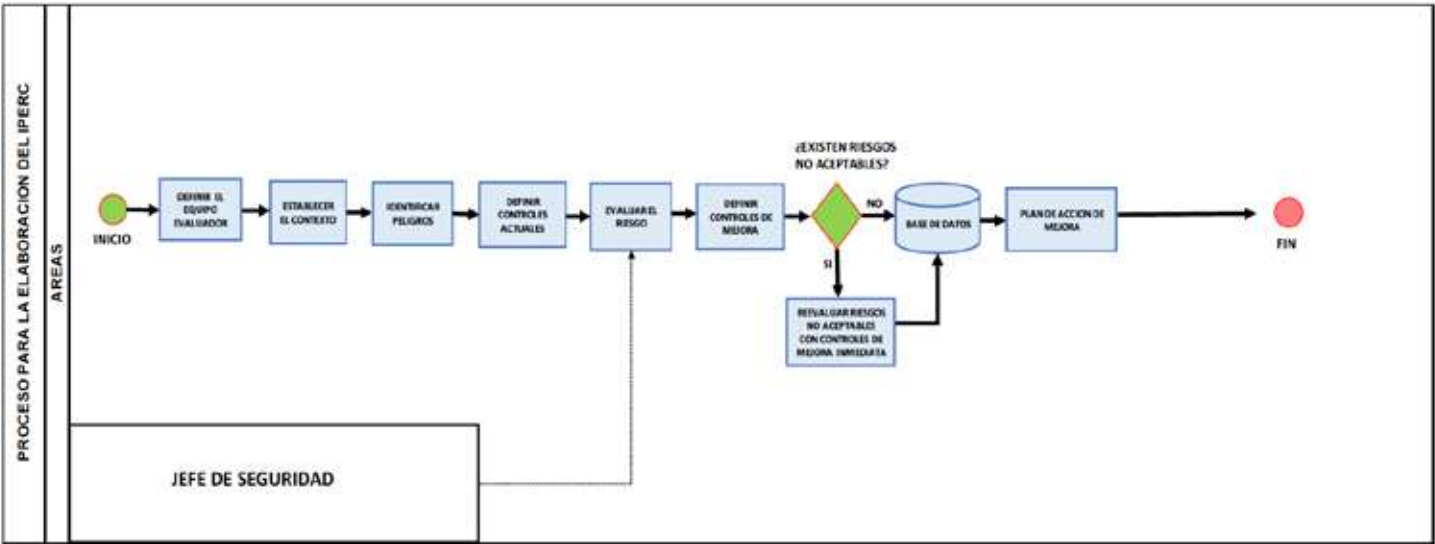 PROCESO PARA LA ELABORACION DEL IPERC
AREAS
INICIO
DEFINIR EL
EQUIPO
EVALUADOR
ESTABLECER
EL CONTEXTO
IDENTIFICAR
PELIGROS
DEFINIR
CONTROLES
ACTUALES
EVALUAR EL
RIESGO
DEFINIR
CONTROLES DE
MEJORA
¿EXISTEN RIESGOS
NO ACEPTABLES?
NO
SI
REEVALUAR RIESGOS
NO ACEPTABLES
CON CONTROLES DE
MEJORA INMEDIATA
BASE DE DATOS
PLAN DE ACCION DE
MEJORA
FIN
JEFE DE SEGURIDAD